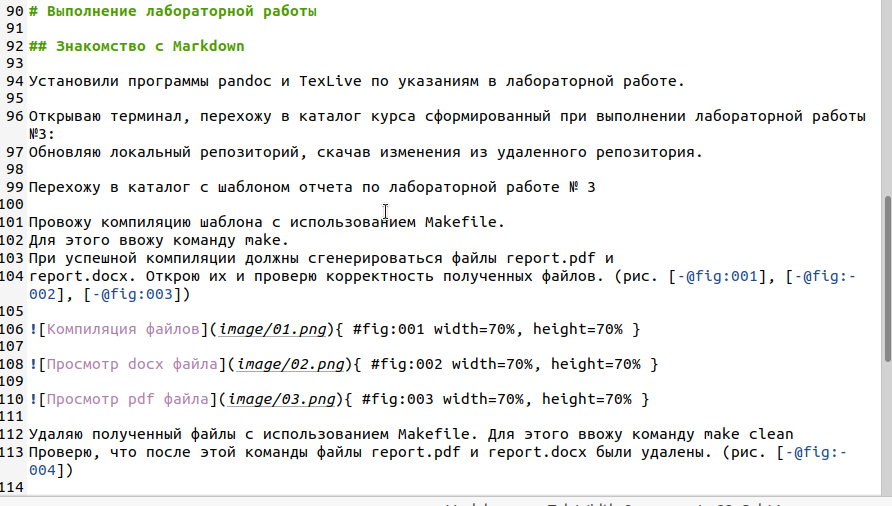 90 # Выполнение лабораторной работы
91
92 ## Знакомство с Markdown
93
94 Установили программы pandoc и TexLive по указаниям в лабораторной работе.
95
96 Открываю терминал, перехожу в каталог курса сформированный при выполнении лабораторной работы
№3:
97 Обновляю локальный репозиторий, скачав изменения из удаленного репозитория.
98
99 Перехожу в каталог с шаблоном отчета по лабораторной работе № 3
100
101 Провожу компиляцию шаблона с использованием Makefile.
102 Для этого ввожу команду make.
103 При успешной компиляции должны сгенерироваться файлы report.pdf и
104 report.docx. Открою их и проверю корректность полученных файлов. (рис. [-@fig:001], [-@fig:-
002], [-@fig:003])
105
106 ![Компиляция файлов](image/01.png){ #fig:001 width=70%, height=70% }
107
108 ![Просмотр docx файла](image/02.png){ #fig:002 width=70%, height=70% }
109
110 ![Просмотр pdf файла](image/03.png){ #fig:003 width=70%, height=70% }
111
112 Удаляю полученный файлы с использованием Makefile. Для этого ввожу команду make clean
113 Проверю, что после этой команды файлы report.pdf и report.docx были удалены. (рис. [-@fig:-
004])
114